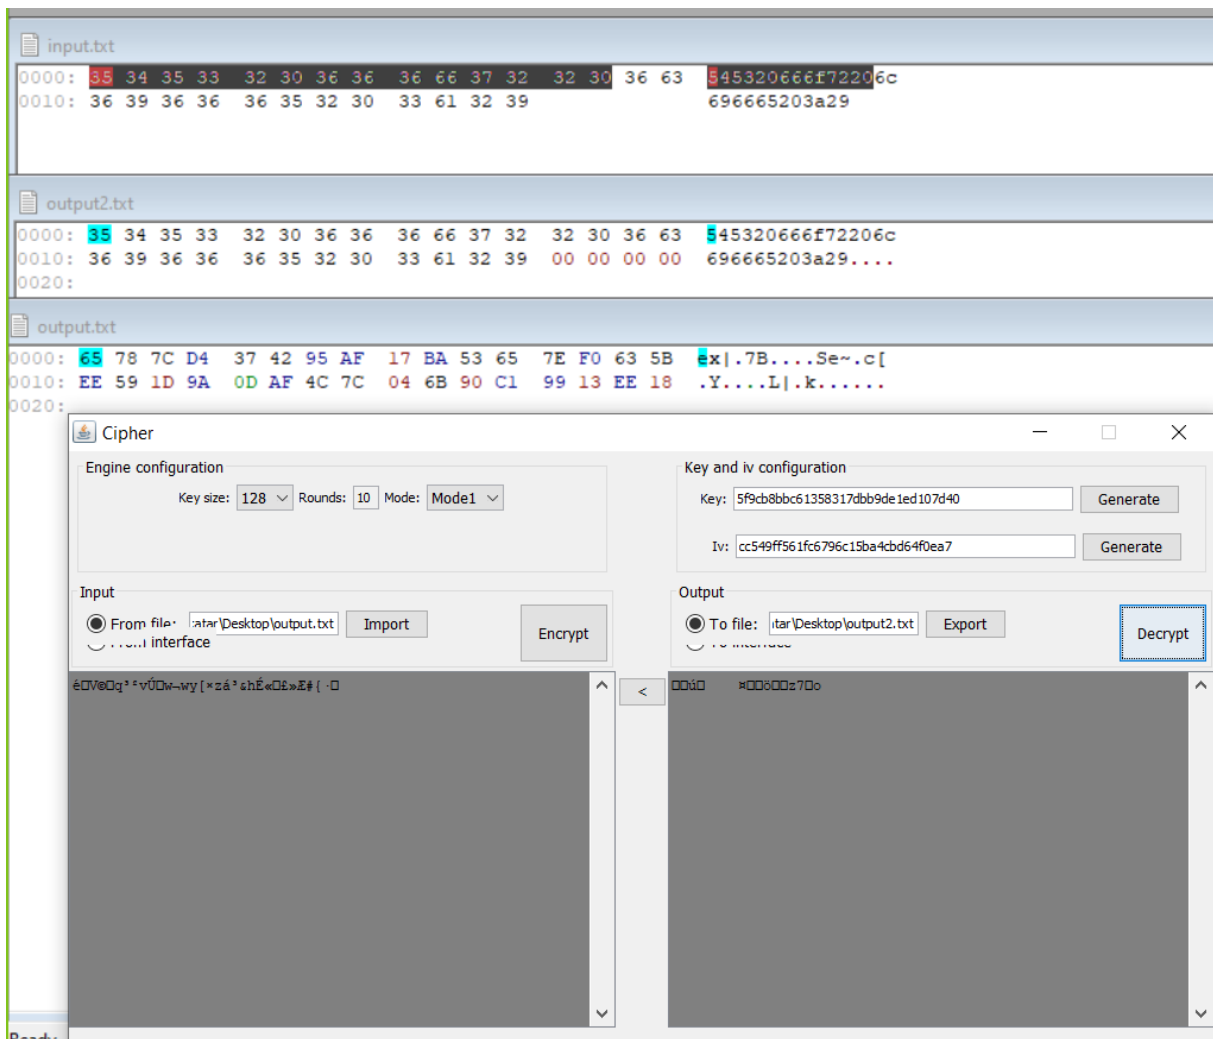 input.txt
0000: 35 34 35 33 32 30 36 36 36 66 37 32 32 30 36 63 545320666f72206c
0010: 36 39 36 36 36 35 32 30 33 61 32 39 696665203a29
output2.txt
0000: 35 34 35 33 32 30 36 36 36 66 37 32 32 30 36 63 545320666f72206c
0010: 36 39 36 36 36 35 32 30 33 61 32 39 00 00 00 00 696665203a29....
0020:
output.txt
0000: 65 78 7C D4 37 42 95 AF 17 BA 53 65 7E F0 63 5B ex|.7B....Se~.c[
0010: EE 59 1D 9A 0D AF 4C 7C 04 6B 90 C1 99 13 EE 18 .Y....L|.k......
0020:
Cipher
Engine configuration
Key size: 128 Rounds: 10 Mode: Mode1
Key and iv configuration
Key: 5f9cb8bbc61358317dbb9de1ed107d40 Generate
Iv: cc549ff561fc6796c15ba4cbd64f0ea7 Generate
Input
From file: :atar\Desktop\output.txt Import
From interface
Encrypt
Output
To file: ıtar\Desktop\output2.txt Export
To interface
Decrypt
<